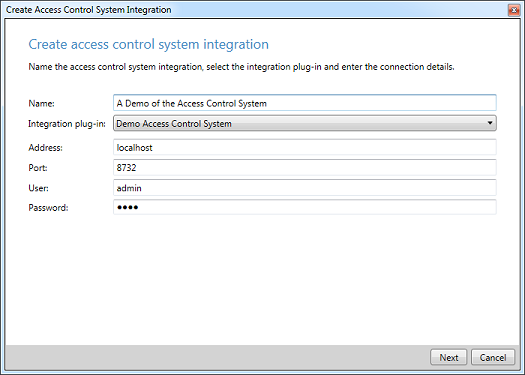 Create Access Control System Integration
Create access control system integration
Name the access control system integration, select the integration plug-in and enter the connection details.
Name: A Demo of the Access Control System
Integration plug-in: Demo Access Control System
Address: localhost
Port: 8732
User: admin
Password: ●●●●
Next Cancel